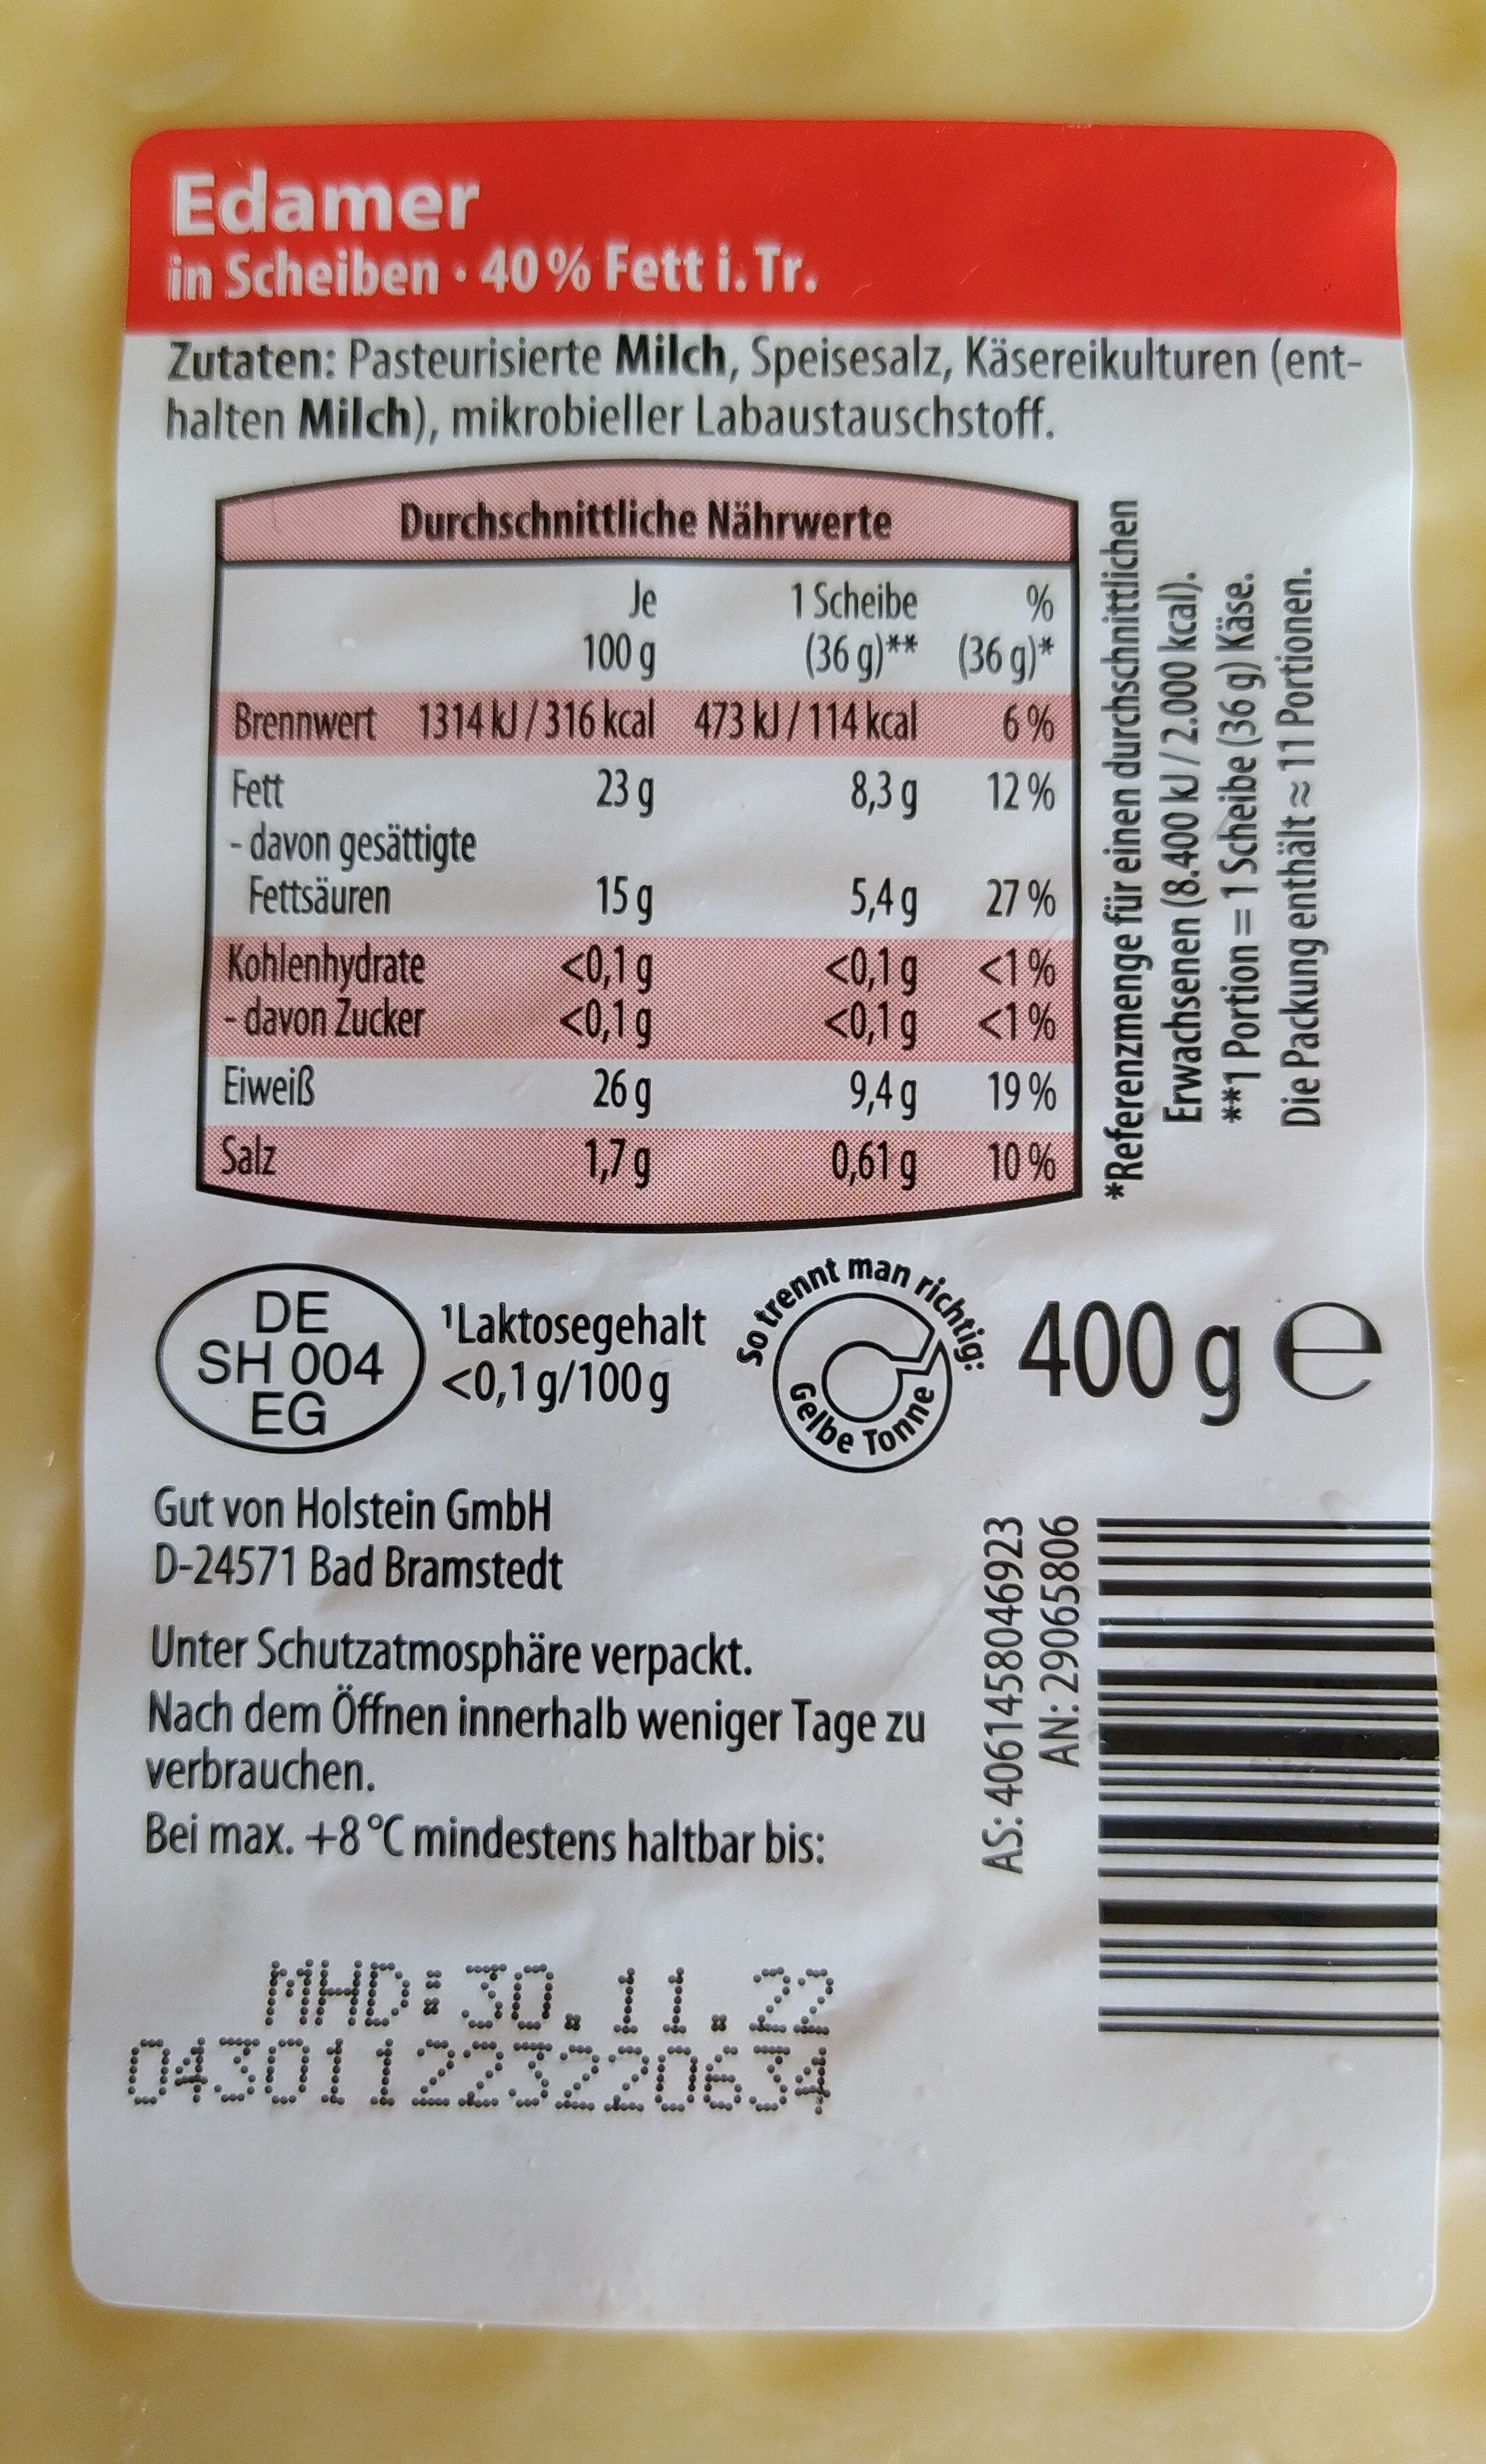 Edamer
in Scheiben · 40% Fett i. Tr.
Zutaten: Pasteurisierte Milch, Speisesalz, Käsereikulturen (ent-
halten Milch), mikrobieller Labaustauschstoff.
Durchschnittliche Nährwerte
Je 1 Scheibe %
100 g (36 g)** (36 g)*
Brennwert 1314 kJ / 316 kcal 473 kJ / 114 kcal 6 %
Fett 23 g 8,3 g 12 %
- davon gesättigte
Fettsäuren 15 g 5,4 g 27 %
Kohlenhydrate <0,1 g <0,1 g <1 %
- davon Zucker <0,1 g <0,1 g <1 %
Eiweiß 26 g 9,4 g 19 %
Salz 1,7 g 0,61 g 10 %
*Referenzmenge für einen durchschnittlichen
Erwachsenen (8.400 kJ / 2.000 kcal).
**1 Portion = 1 Scheibe (36 g) Käse.
Die Packung enthält ≈ 11 Portionen.
DE
SH 004
EG
¹Laktosegehalt
<0,1 g/100 g
So trennt man richtig:
Gelbe Tonne
400 g ℮
Gut von Holstein GmbH
D-24571 Bad Bramstedt
Unter Schutzatmosphäre verpackt.
Nach dem Öffnen innerhalb weniger Tage zu
verbrauchen.
Bei max. +8 °C mindestens haltbar bis:
AS: 4061458046923
AN: 29065806
MHD:30.11.22
04301122322 0634